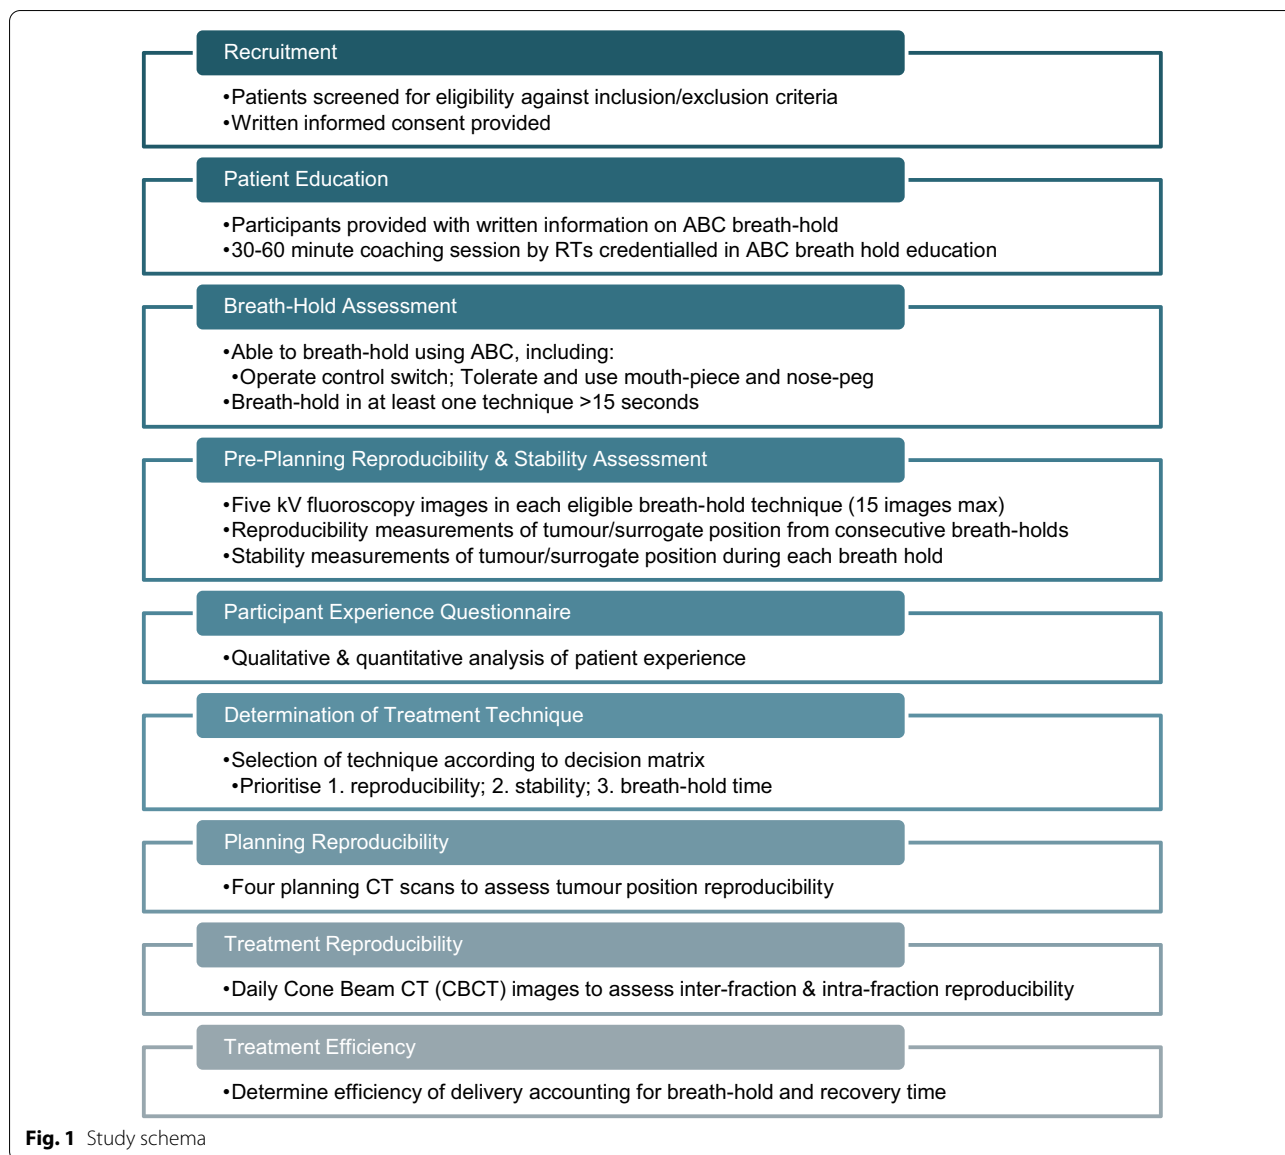 Recruitment
•Patients screened for eligibility against inclusion/exclusion criteria
•Written informed consent provided
Patient Education
•Participants provided with written information on ABC breath-hold
•30-60 minute coaching session by RTs credentialled in ABC breath hold education
Breath-Hold Assessment
•Able to breath-hold using ABC, including:
•Operate control switch; Tolerate and use mouth-piece and nose-peg
•Breath-hold in at least one technique >15 seconds
Pre-Planning Reproducibility & Stability Assessment
•Five kV fluoroscopy images in each eligible breath-hold technique (15 images max)
•Reproducibility measurements of tumour/surrogate position from consecutive breath-holds
•Stability measurements of tumour/surrogate position during each breath hold
Participant Experience Questionnaire
•Qualitative & quantitative analysis of patient experience
Determination of Treatment Technique
•Selection of technique according to decision matrix
•Prioritise 1. reproducibility; 2. stability; 3. breath-hold time
Planning Reproducibility
•Four planning CT scans to assess tumour position reproducibility
Treatment Reproducibility
•Daily Cone Beam CT (CBCT) images to assess inter-fraction & intra-fraction reproducibility
Treatment Efficiency
•Determine efficiency of delivery accounting for breath-hold and recovery time
Fig. 1 Study schema